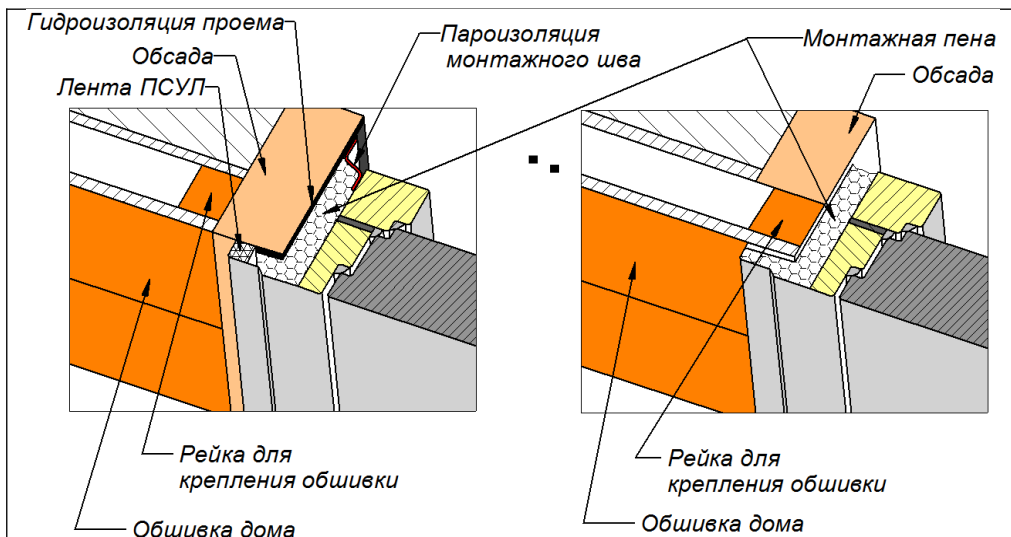 Гидроизоляция проема
Обсада
Лента ПСУЛ
Пароизоляция
монтажного шва
Монтажная пена
Обсада
Рейка для
крепления обшивки
Обшивка дома
Рейка для
крепления обшивки
Обшивка дома